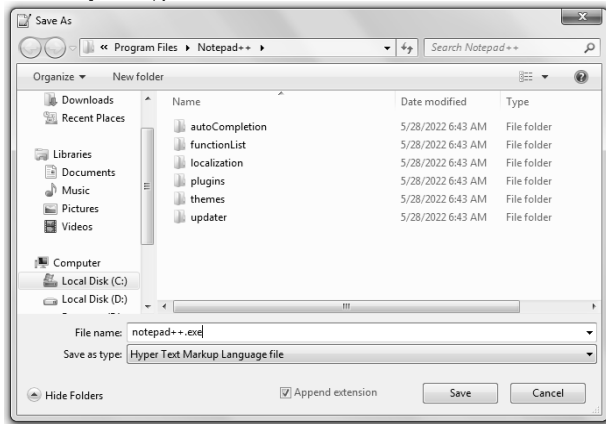 Save As
« Program Files Notepad++ Search Notepad++
Organize New folder
Name Date modified Type
Downloads
Recent Places
Libraries
Documents
Music
Pictures
Videos
Computer
Local Disk (C:)
Local Disk (D:)
autoCompletion 5/28/2022 6:43 AM File folder
functionList 5/28/2022 6:43 AM File folder
localization 5/28/2022 6:43 AM File folder
plugins 5/28/2022 6:43 AM File folder
themes 5/28/2022 6:43 AM File folder
updater 5/28/2022 6:43 AM File folder
File name: notepad++.exe
Save as type: Hyper Text Markup Language file
Hide Folders Append extension Save Cancel